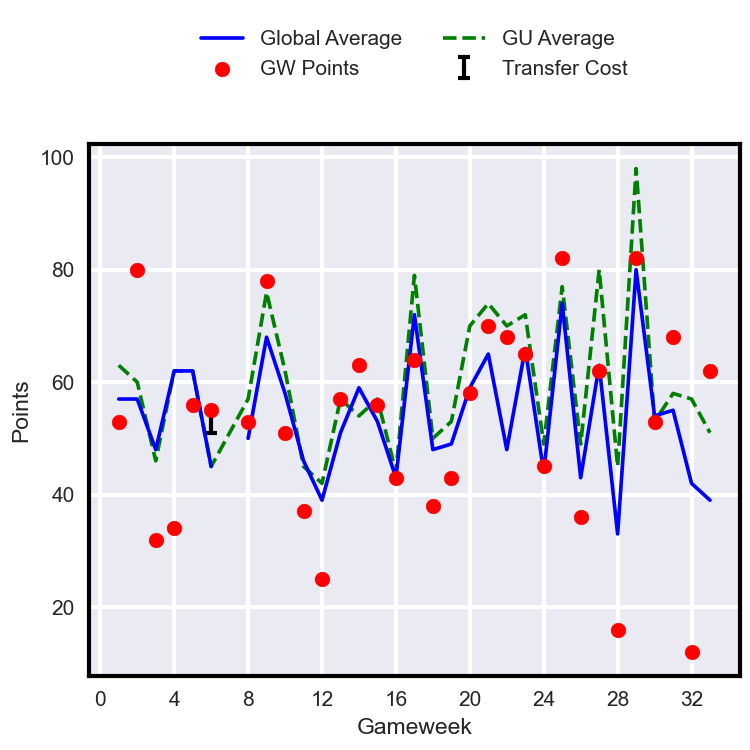 Global Average
GU Average
GW Points
Transfer Cost
100
80
60
40
20
Points
0 4 8 12 16 20 24 28 32
Gameweek